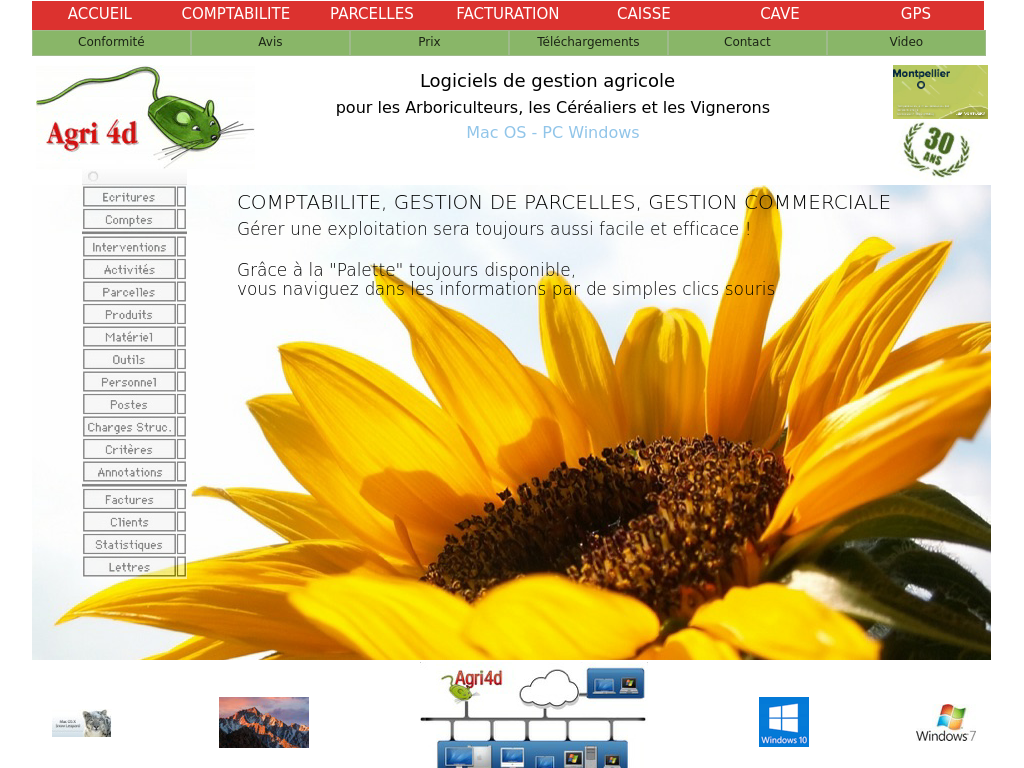 ACCUEIL COMPTABILITE PARCELLES FACTURATION CAISSE CAVE GPS
Conformité Avis Prix Téléchargements Contact Video
Agri 4d
Logiciels de gestion agricole
pour les Arboriculteurs, les Céréaliers et les Vignerons
Mac OS - PC Windows
Montpellier
30
ANS
COMPTABILITE, GESTION DE PARCELLES, GESTION COMMERCIALE
Gérer une exploitation sera toujours aussi facile et efficace !
Grâce à la "Palette" toujours disponible,
vous naviguez dans les informations par de simples clics souris
Ecritures
Comptes
Interventions
Activités
Parcelles
Produits
Matériel
Outils
Personnel
Postes
Charges Struc.
Critères
Annotations
Factures
Clients
Statistiques
Lettres
Agri4d
Windows 10
Windows 7